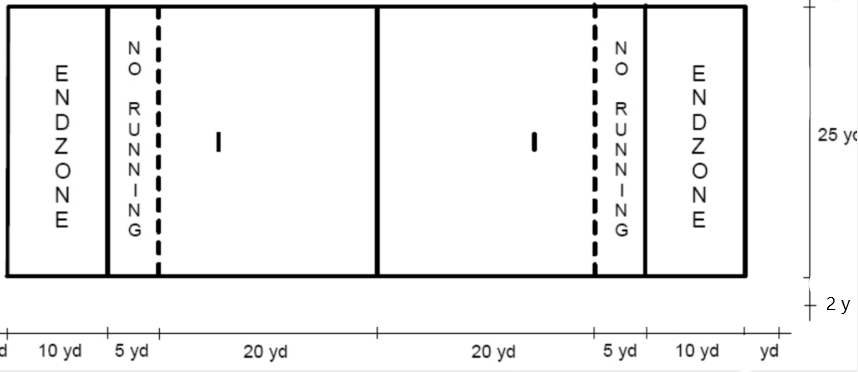 ENDZONE
NO RUNNING
NO RUNNING
ENDZONE
25 yd
2 y
d 10 yd 5 yd 20 yd 20 yd 5 yd 10 yd yd